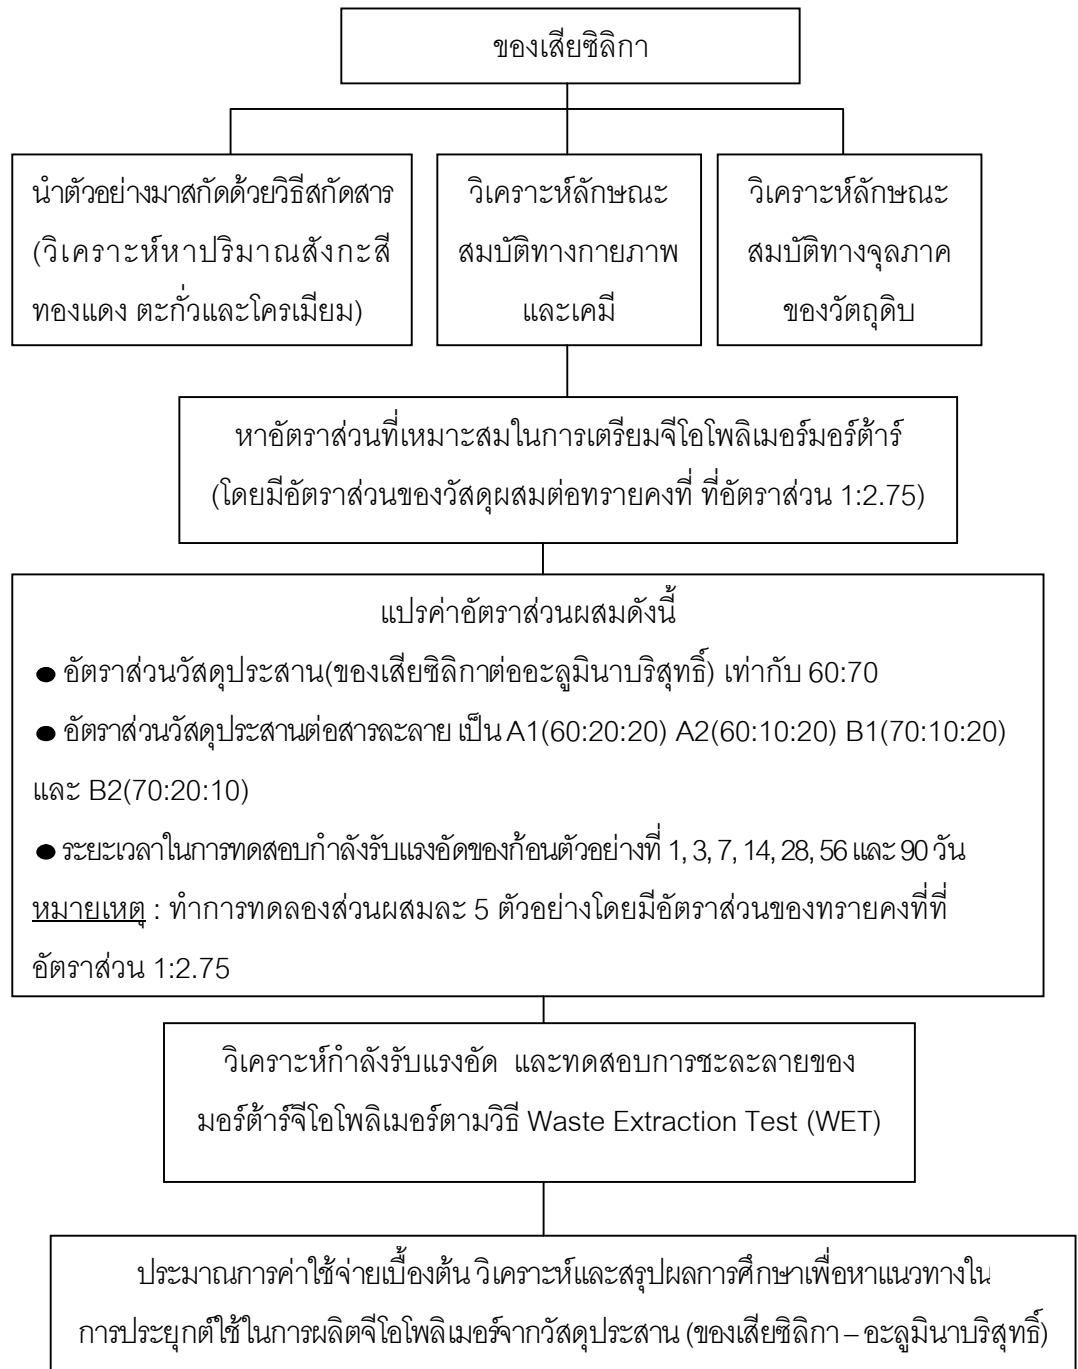 ของเสียซิลิกา
นำตัวอย่างมาสกัดด้วยวิธีสกัดสาร
(วิเคราะห์หาปริมาณสังกะสี
ทองแดง ตะกั่วและโครเมียม)
วิเคราะห์ลักษณะ
สมบัติทางกายภาพ
และเคมี
วิเคราะห์ลักษณะ
สมบัติทางจุลภาค
ของวัตถุดิบ
หาอัตราส่วนที่เหมาะสมในการเตรียมจีโอโพลิเมอร์มอร์ต้าร์
(โดยมีอัตราส่วนของวัสดุผสมต่อทรายคงที่ ที่อัตราส่วน 1:2.75)
แปรค่าอัตราส่วนผสมดังนี้
● อัตราส่วนวัสดุประสาน(ของเสียซิลิกาต่ออะลูมินาบริสุทธิ์) เท่ากับ 60:70
● อัตราส่วนวัสดุประสานต่อสารละลาย เป็น A1(60:20:20) A2(60:10:20) B1(70:10:20)
และ B2(70:20:10)
● ระยะเวลาในการทดสอบกำลังรับแรงอัดของก้อนตัวอย่างที่ 1, 3, 7, 14, 28, 56 และ 90 วัน
หมายเหตุ : ทำการทดลองส่วนผสมละ 5 ตัวอย่างโดยมีอัตราส่วนของทรายคงที่ที่
อัตราส่วน 1:2.75
วิเคราะห์กำลังรับแรงอัด และทดสอบการชะละลายของ
มอร์ต้าร์จีโอโพลิเมอร์ตามวิธี Waste Extraction Test (WET)
ประมาณการค่าใช้จ่ายเบื้องต้น วิเคราะห์และสรุปผลการศึกษาเพื่อหาแนวทางใน
การประยุกต์ใช้ในการผลิตจีโอโพลิเมอร์จากวัสดุประสาน (ของเสียซิลิกา – อะลูมินาบริสุทธิ์)